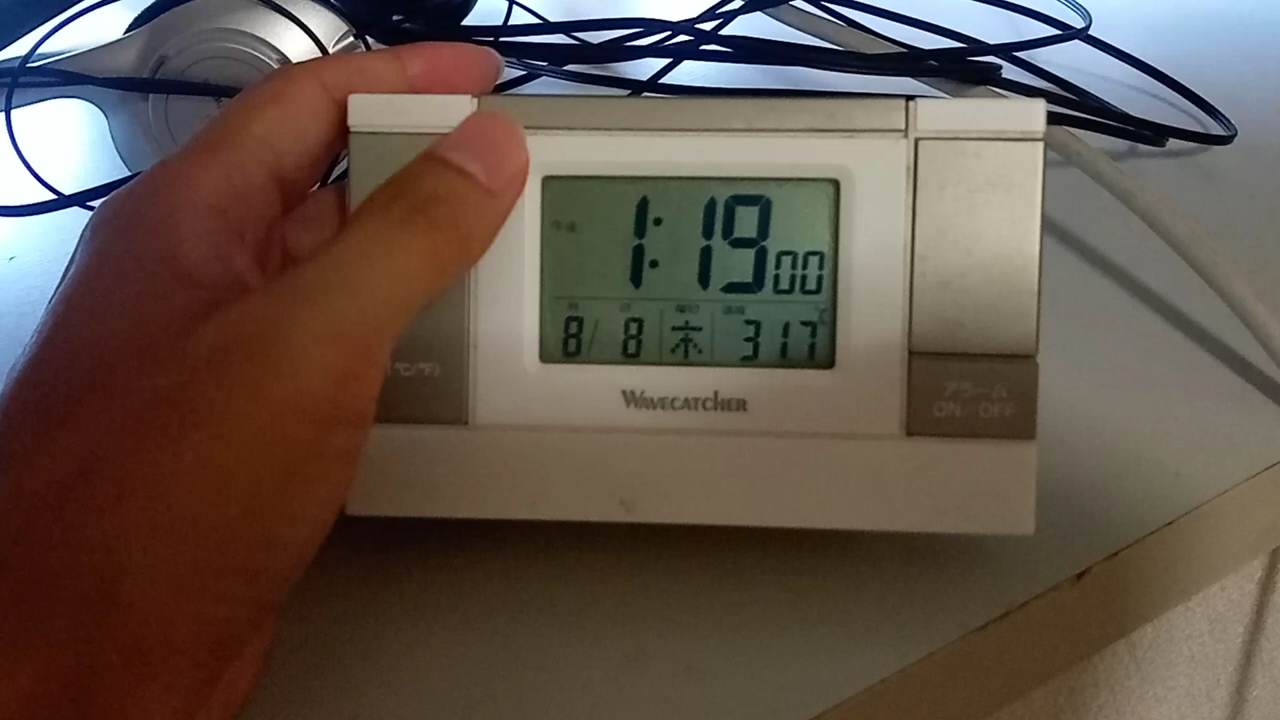 午後
1:19 00
月 日 曜日 温度 ℃
8/ 8 木 31 7
WAVECATCHER
(℃/℉)
アラーム
ON OFF